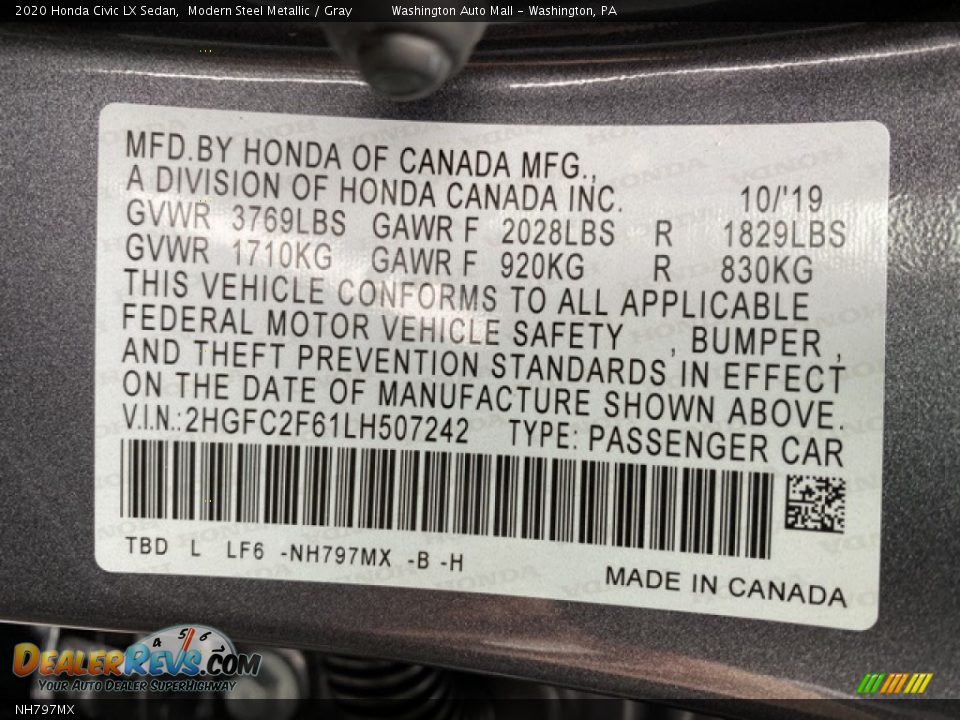 2020 Honda Civic LX Sedan, Modern Steel Metallic / Gray Washington Auto Mall - Washington, PA
MFD.BY HONDA OF CANADA MFG.,
A DIVISION OF HONDA CANADA INC. 10/'19
GVWR 3769LBS GAWR F 2028LBS R 1829LBS
GVWR 1710KG GAWR F 920KG R 830KG
THIS VEHICLE CONFORMS TO ALL APPLICABLE
FEDERAL MOTOR VEHICLE SAFETY , BUMPER ,
AND THEFT PREVENTION STANDARDS IN EFFECT
ON THE DATE OF MANUFACTURE SHOWN ABOVE.
V.I.N.:2HGFC2F61LH507242 TYPE: PASSENGER CAR
TBD L LF6 -NH797MX -B -H
MADE IN CANADA
4 5 6
DEALERREVS.COM
YOUR AUTO DEALER SUPERHIGHWAY
NH797MX